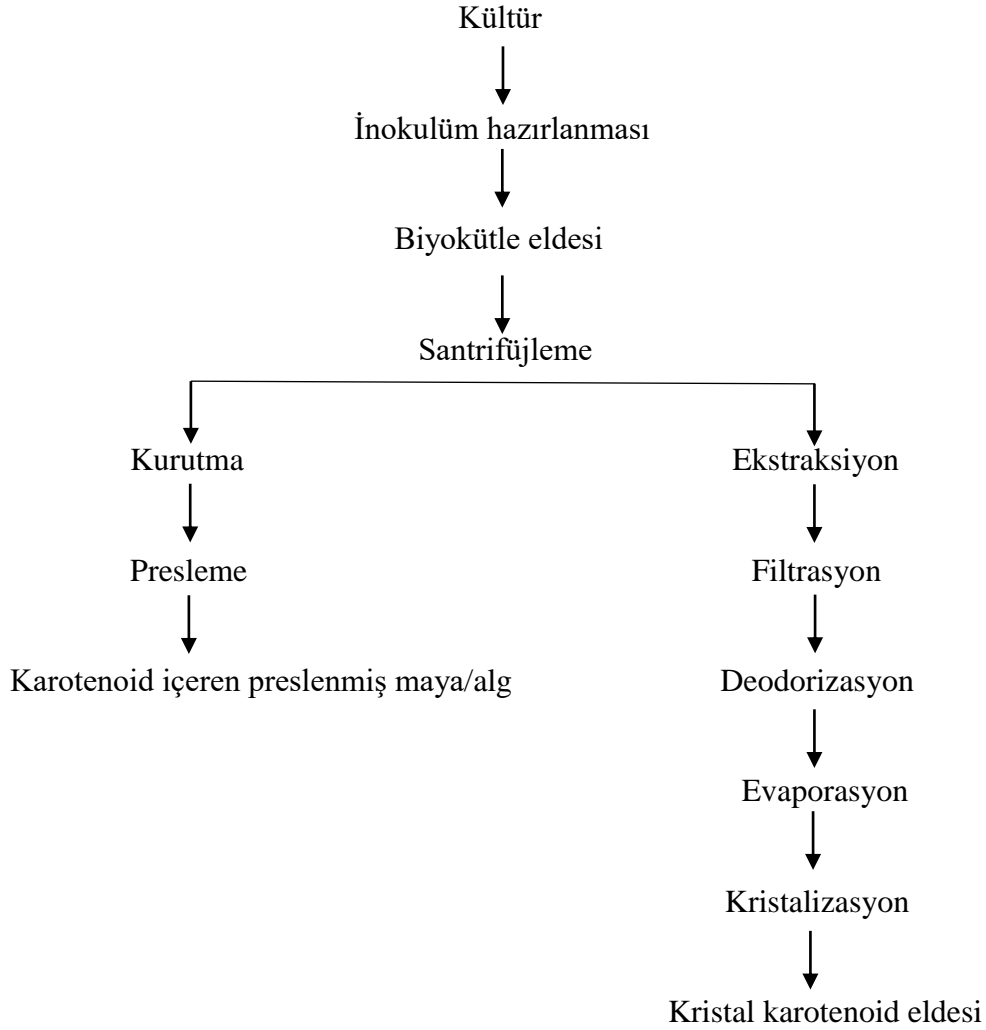 Kültür
İnokulüm hazırlanması
Biyokütle eldesi
Santrifüjleme
Kurutma
Ekstraksiyon
Presleme
Filtrasyon
Karotenoid içeren preslenmiş maya/alg
Deodorizasyon
Evaporasyon
Kristalizasyon
Kristal karotenoid eldesi